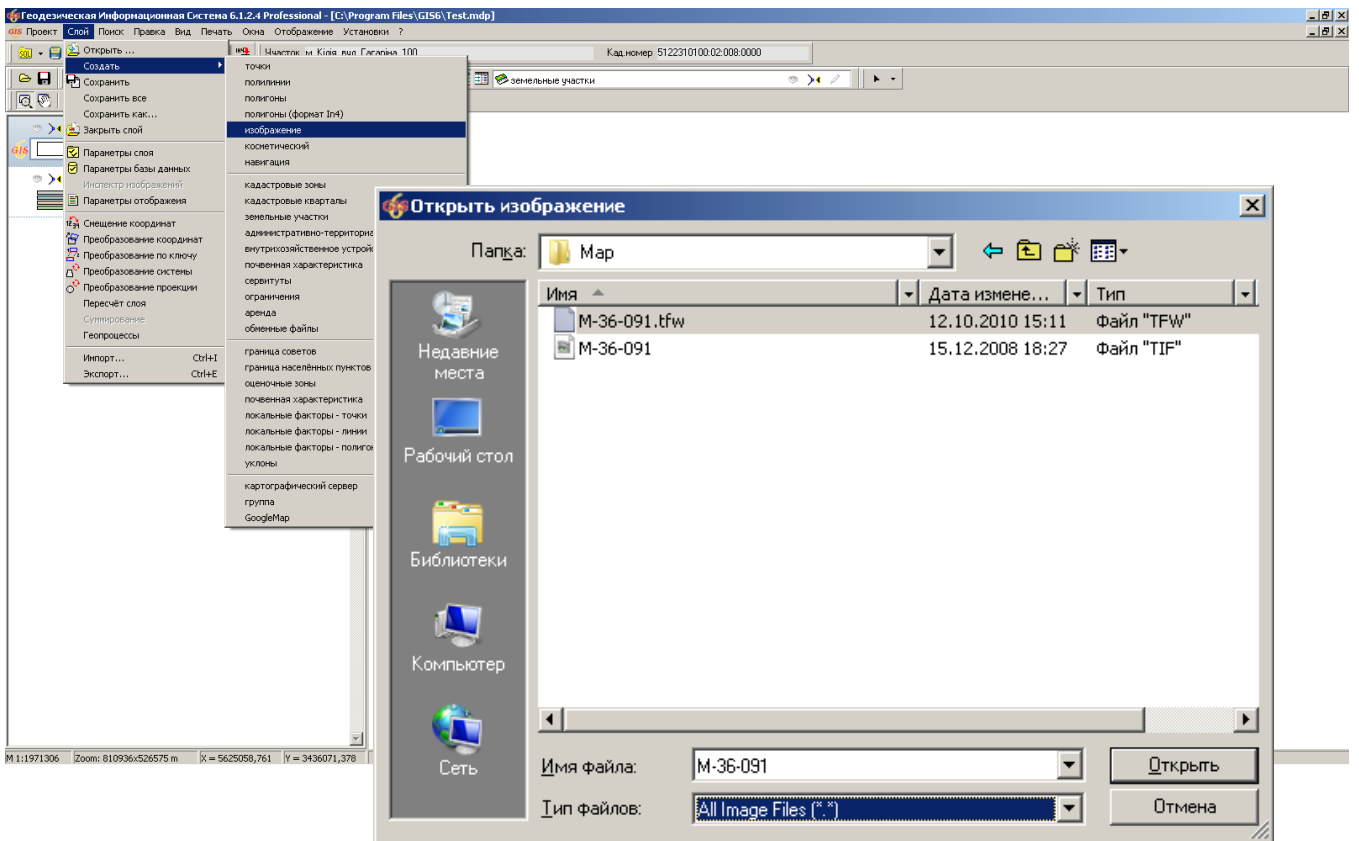 Геодезическая Информационная Система 6.1.2.4 Professional - [C:\Program Files\GIS6\Test.mdp]
GIS Проект Слой Поиск Правка Вид Печать Окна Отображение Установки ?
SQL Участок м. Кілія, вул. Гагаріна, 100 Кад.номер 5122310100:02:008:0000
земельные участки
GIS
Открыть ...
Создать
Сохранить
Сохранить все
Сохранить как...
Закрыть слой
Параметры слоя
Параметры базы данных
Инспектр изображений
Параметры отображеия
Смещение координат
Преобразование координат
Преобразование по ключу
Преобразование системы
Преобразование проекции
Пересчёт слоя
Суммирование
Геопроцессы
Импорт... Ctrl+I
Экспорт... Ctrl+E
точки
полилинии
полигоны
полигоны (формат In4)
изображение
косметический
навигация
кадастровые зоны
кадастровые кварталы
земельные участки
административно-территориа
внутрихозяйственное устройс
почвенная характеристика
сервитуты
ограничения
аренда
обменные файлы
граница советов
граница населённых пунктов
оценочные зоны
почвенная характеристика
локальные факторы - точки
локальные факторы - линии
локальные факторы - полигон
уклоны
картографический сервер
группа
GoogleMap
Открыть изображение
Папка: Map
Имя Дата измене... Тип
M-36-091.tfw 12.10.2010 15:11 Файл "TFW"
M-36-091 15.12.2008 18:27 Файл "TIF"
Недавние
места
Рабочий стол
Библиотеки
Компьютер
Сеть
Имя файла: M-36-091 Открыть
Тип файлов: All Image Files (*.*) Отмена
M 1:1971306 Zoom: 810936x526575 m X = 5625058,761 Y = 3436071,378